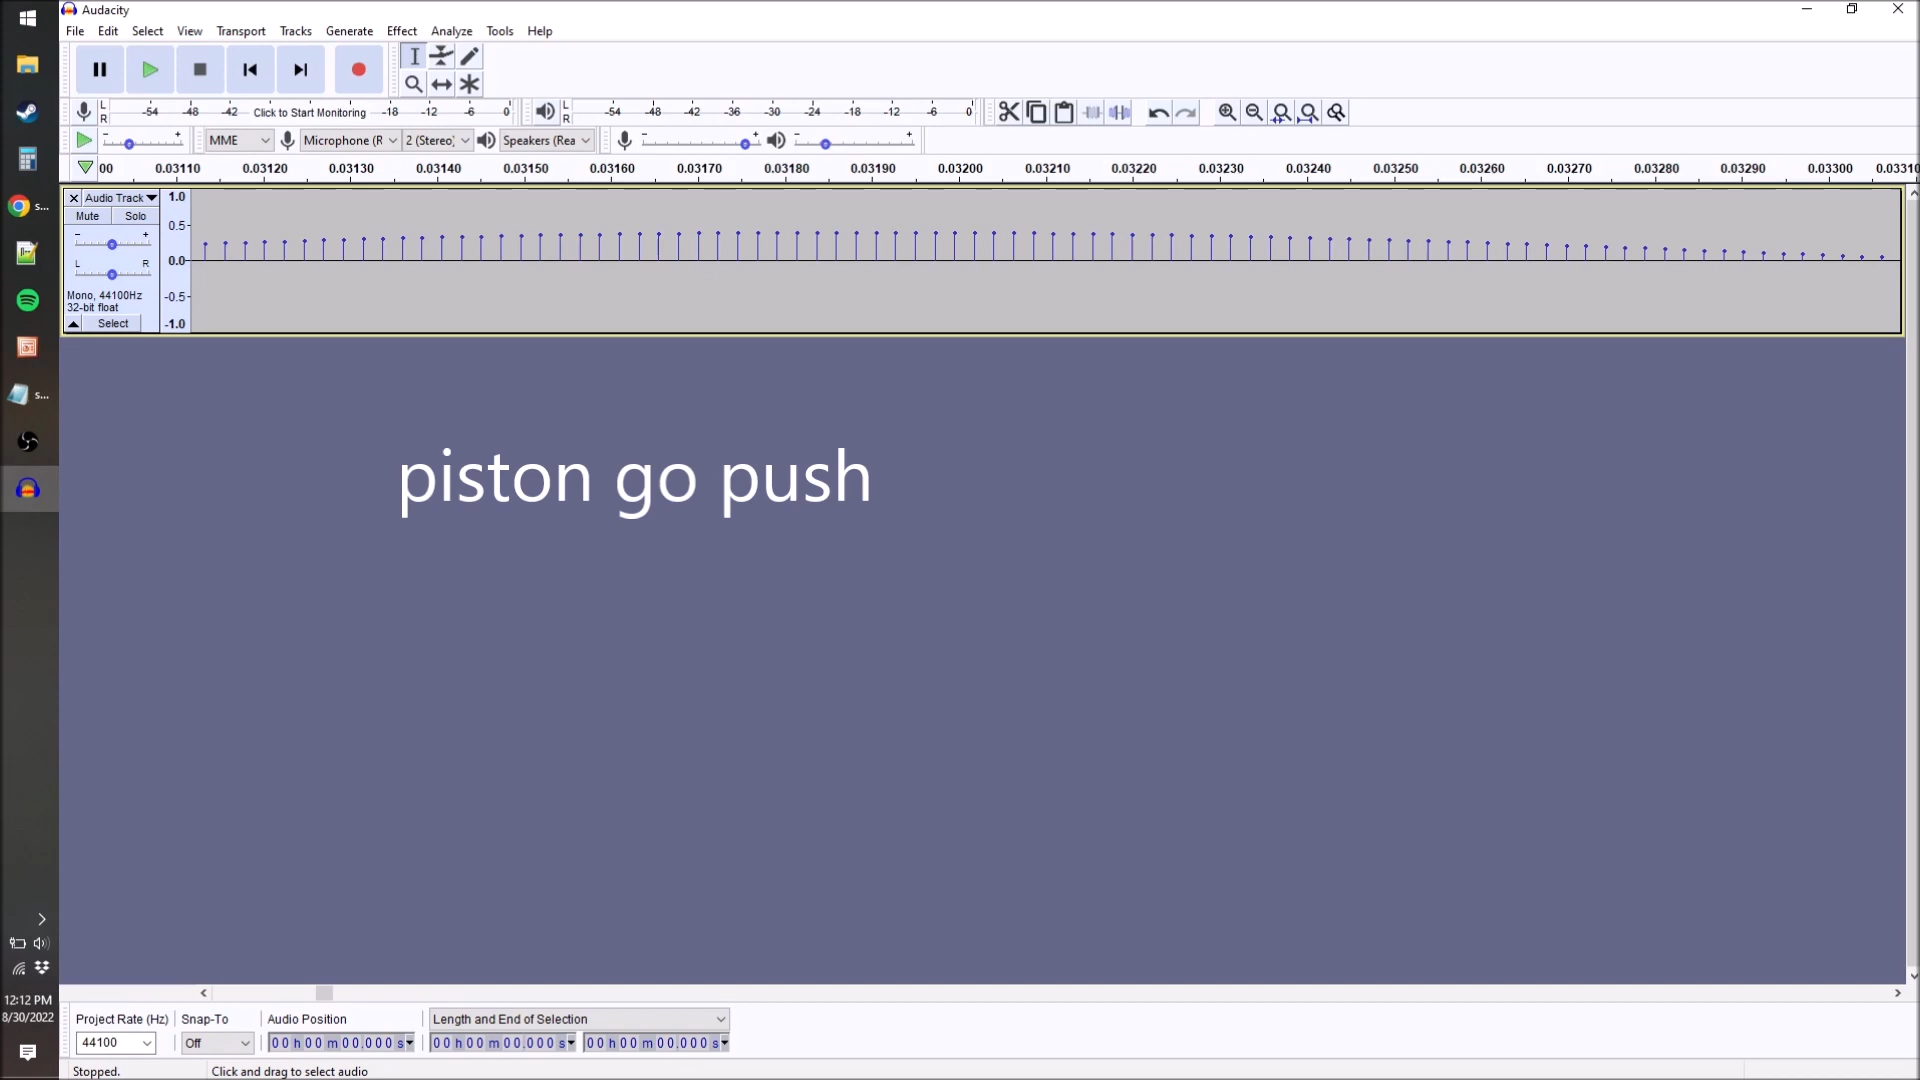 Audacity
File Edit Select View Transport Tracks Generate Effect Analyze Tools Help
L R -54 -48 -42 Click to Start Monitoring -18 -12 -6 0 L R -54 -48 -42 -36 -30 -24 -18 -12 -6 0
- + MME Microphone (R 2 (Stereo) Speakers (Rea - + - +
00 0.03110 0.03120 0.03130 0.03140 0.03150 0.03160 0.03170 0.03180 0.03190 0.03200 0.03210 0.03220 0.03230 0.03240 0.03250 0.03260 0.03270 0.03280 0.03290 0.03300 0.03310
Audio Track 1.0
Mute Solo
0.5
- +
0.0
L R
Mono, 44100Hz -0.5
32-bit float
Select -1.0
s...
s...
piston go push
12:12 PM
8/30/2022
Project Rate (Hz) Snap-To Audio Position Length and End of Selection
44100 Off 00 h 00 m 00.000 s 00 h 00 m 00.000 s 00 h 00 m 00.000 s
Stopped. Click and drag to select audio